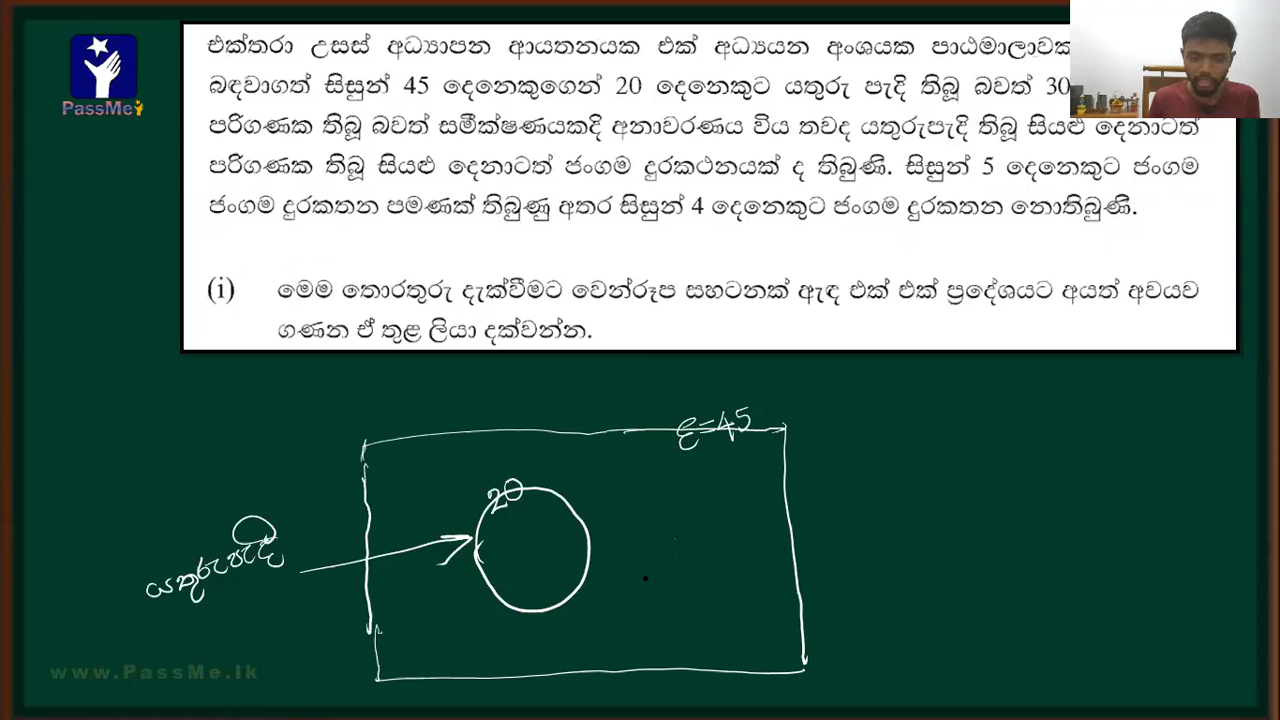 PassMe
එක්තරා උසස් අධ්‍යාපන ආයතනයක එක් අධ්‍යයන අංශයක පාඨමාලාවක
බඳවාගත් සිසුන් 45 දෙනෙකුගෙන් 20 දෙනෙකුට යතුරු පැදි තිබූ බවත් 30
පරිගණක තිබූ බවත් සමීක්ෂණයකදි අනාවරණය විය තවද යතුරුපැදි තිබූ සියළු දෙනාටත්
පරිගණක තිබූ සියළු දෙනාටත් ජංගම දුරකථනයක් ද තිබුණි. සිසුන් 5 දෙනෙකුට ජංගම
ජංගම දුරකතන පමණක් තිබුණු අතර සිසුන් 4 දෙනෙකුට ජංගම දුරකතන නොතිබුණි.
(i) මෙම තොරතුරු දැක්වීමට වෙන්රූප සහටනක් ඇඳ එක් එක් ප්‍රදේශයට අයත් අවයව
ගණන ඒ තුළ ලියා දක්වන්න.
ε=45
20
යතුරුපැදි
www.PassMe.lk